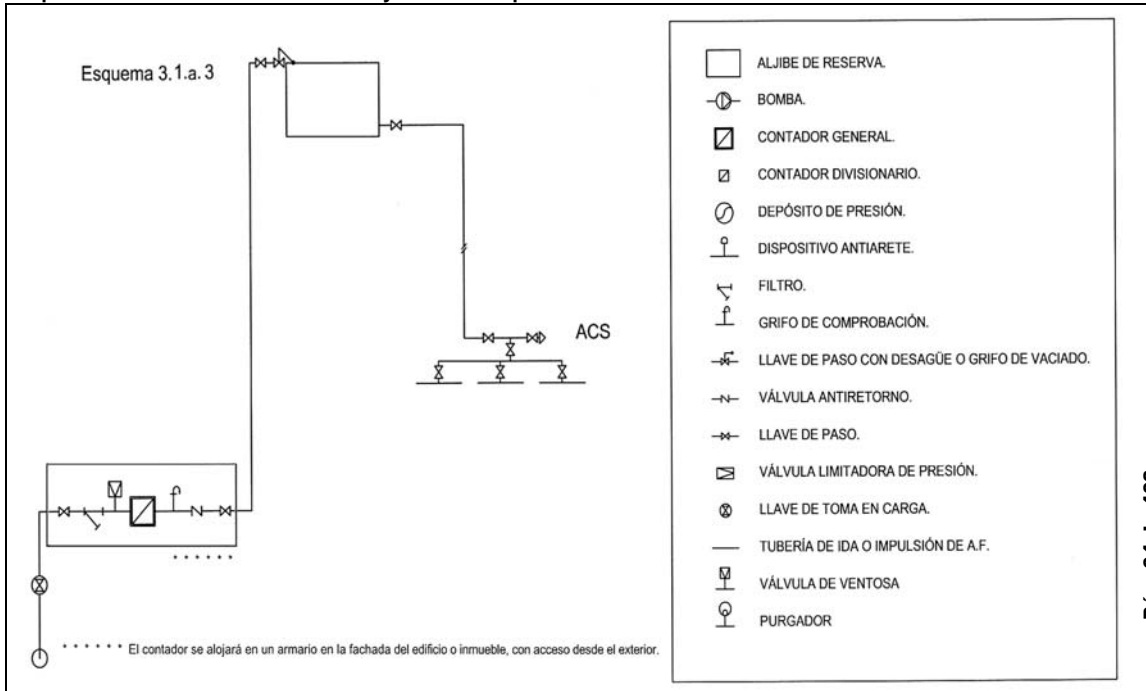 Esquema 3.1.a.3
ACS
* * * * * *
* * * * * * El contador se alojará en un armario en la fachada del edificio o inmueble, con acceso desde el exterior.
ALJIBE DE RESERVA.
BOMBA.
CONTADOR GENERAL.
CONTADOR DIVISIONARIO.
DEPÓSITO DE PRESIÓN.
DISPOSITIVO ANTIARETE.
FILTRO.
GRIFO DE COMPROBACIÓN.
LLAVE DE PASO CON DESAGÜE O GRIFO DE VACIADO.
VÁLVULA ANTIRETORNO.
LLAVE DE PASO.
VÁLVULA LIMITADORA DE PRESIÓN.
LLAVE DE TOMA EN CARGA.
TUBERÍA DE IDA O IMPULSIÓN DE A.F.
VÁLVULA DE VENTOSA
PURGADOR